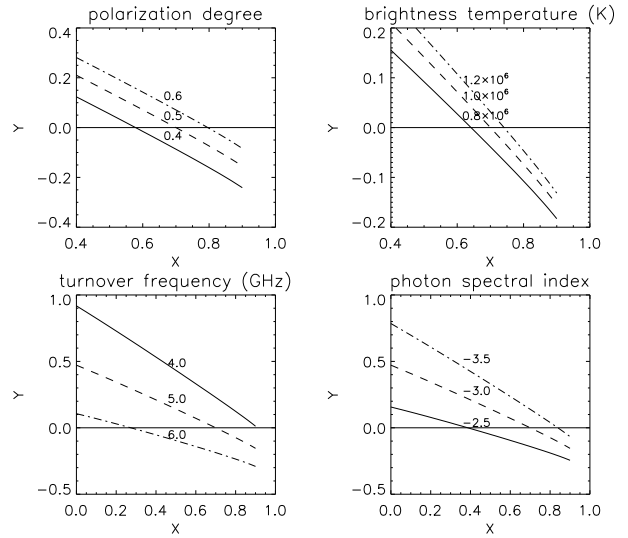 polarization degree
0.4
0.2
0.0
−0.2
−0.4
Y
0.6
0.5
0.4
0.4 0.6 0.8 1.0
X
brightness temperature (K)
0.2
0.1
0.0
−0.1
−0.2
Y
1.2×10⁶
1.0×10⁶
0.8×10⁶
0.4 0.6 0.8 1.0
X
turnover frequency (GHz)
1.0
0.5
0.0
−0.5
Y
4.0
5.0
6.0
0.0 0.2 0.4 0.6 0.8 1.0
X
photon spectral index
1.0
0.5
0.0
−0.5
Y
−3.5
−3.0
−2.5
0.0 0.2 0.4 0.6 0.8 1.0
X